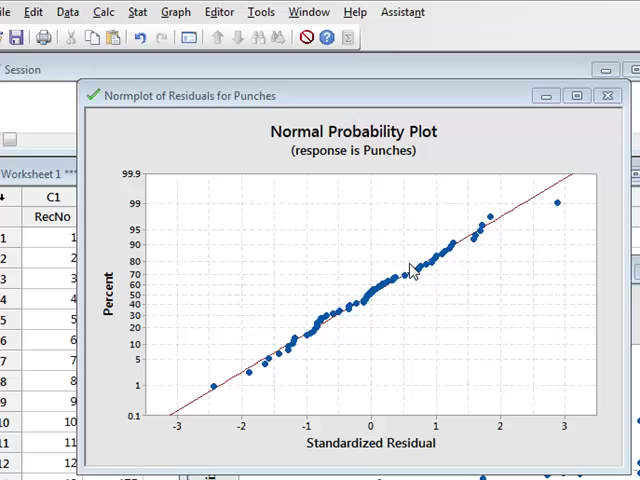 File Edit Data Calc Stat Graph Editor Tools Window Help Assistant
Session
Normplot of Residuals for Punches
Normal Probability Plot
(response is Punches)
Worksheet 1 ***
C1
RecNo
1 1
2 2
3 3
4 4
5 5
6 6
7 7
8 8
9 9
10 10
11 11
12 12
99.9
99
95
90
80
70
60
50
40
30
20
10
5
1
0.1
Percent
-3 -2 -1 0 1 2 3
Standardized Residual